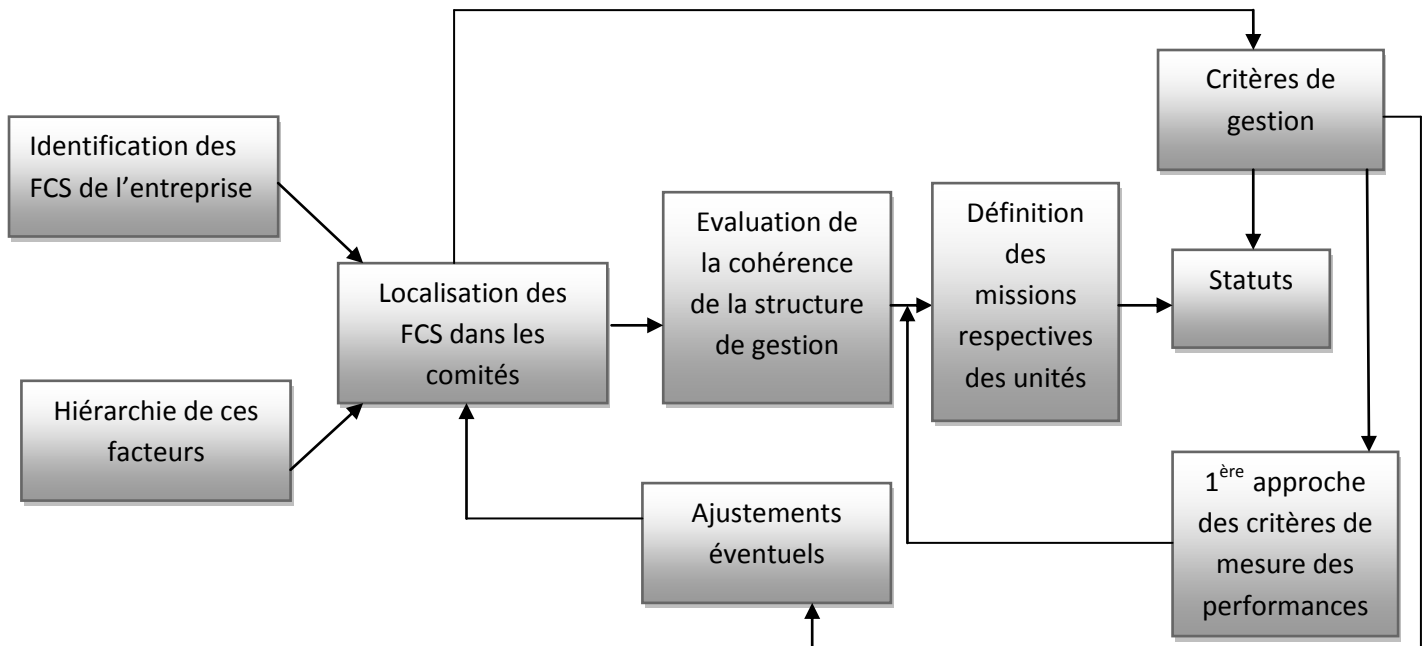 Critères de
gestion
Identification des
FCS de l’entreprise
Evaluation de
la cohérence
de la structure
de gestion
Définition
des
missions
respectives
des unités
Localisation des
FCS dans les
comités
Statuts
Hiérarchie de ces
facteurs
Ajustements
éventuels
1ère approche
des critères de
mesure des
performances